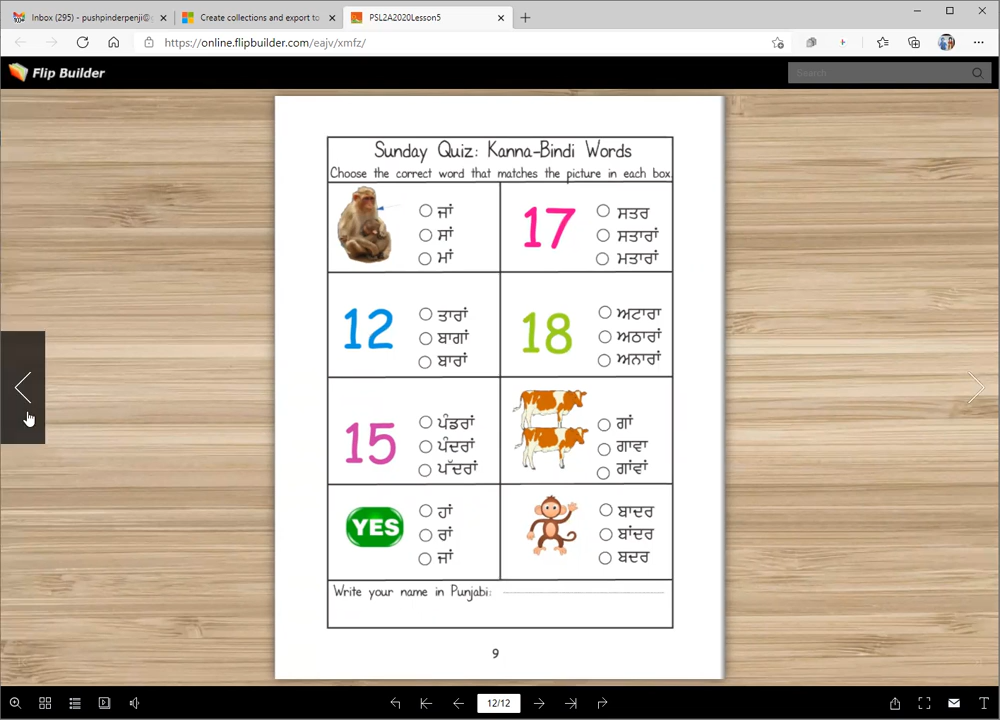 Inbox (295) - pushpinderpenji@g
Create collections and export to
PSL2A2020Lesson5
https://online.flipbuilder.com/eajv/xmfz/
Flip Builder
Search
Sunday Quiz: Kanna-Bindi Words
Choose the correct word that matches the picture in each box.
ਜਾਂ
ਸਾਂ
ਮਾਂ
17
ਸਤਰ
ਸਤਾਰਾਂ
ਮਤਾਰਾਂ
12
ਤਾਰਾਂ
ਬਾਗਾਂ
ਬਾਰਾਂ
18
ਅਟਾਰਾ
ਅਠਾਰਾਂ
ਅਨਾਰਾਂ
15
ਪੰਡਰਾਂ
ਪੰਦਰਾਂ
ਪੱਦਰਾਂ
ਗਾਂ
ਗਾਵਾ
ਗਾਂਵਾਂ
YES
ਹਾਂ
ਰਾਂ
ਜਾਂ
ਬਾਦਰ
ਬਾਂਦਰ
ਬਦਰ
Write your name in Punjabi:
9
12/12